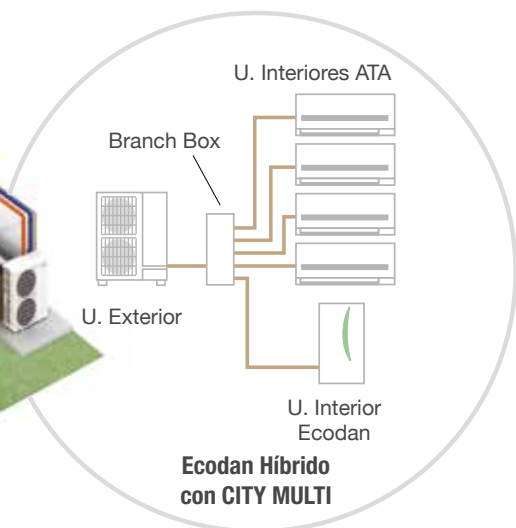 U. Interiores ATA
Branch Box
U. Exterior
U. Interior
Ecodan
Ecodan Híbrido
con CITY MULTI